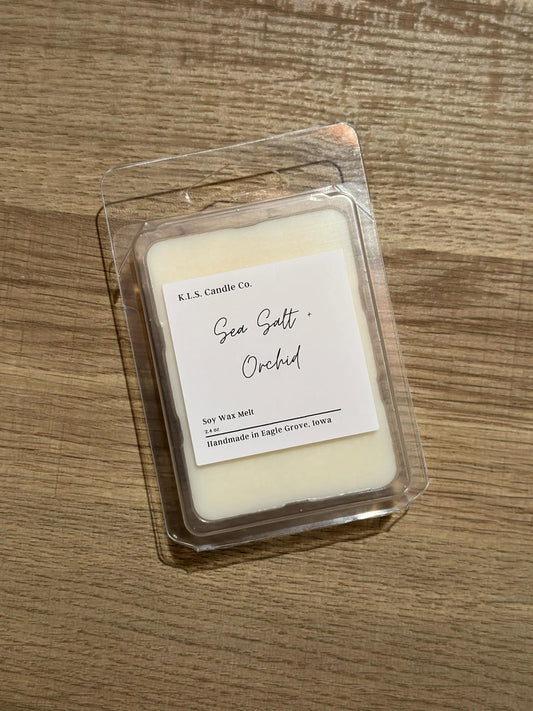 K.L.S. Candle Co.
Sea Salt +
Orchid
Soy Wax Melt
2.4 oz
Handmade in Eagle Grove, Iowa